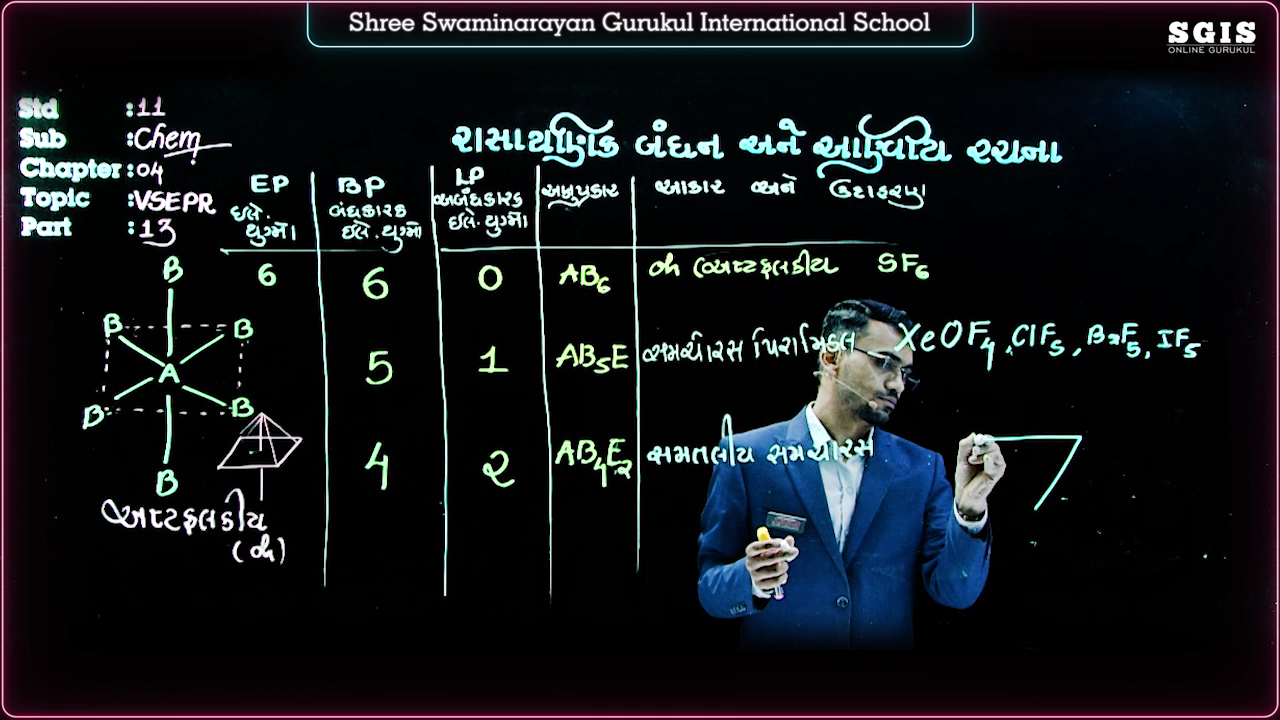 Shree Swaminarayan Gurukul International School
SGIS
ONLINE GURUKUL
Std : 11
Sub : Chem
Chapter : 04
Topic : VSEPR
Part : 13
રાસાયણિક બંધન અને આણ્વીય રચના
EP ઇલે. યુગ્મો
BP બંધકારક ઇલે. યુગ્મો
LP અબંધકારક ઇલે. યુગ્મો
અણુપ્રકાર
આકાર અને ઉદાહરણ
6 6 0 AB6 oh અષ્ટફલકીય SF6
5 1 AB5E સમચોરસ પિરામિડલ XeOF4, ClF5, BrF5, IF5
4 2 AB4E2 સમતલીય સમચોરસ
B
B B
A
B B
B
અષ્ટફલકીય
(oh)